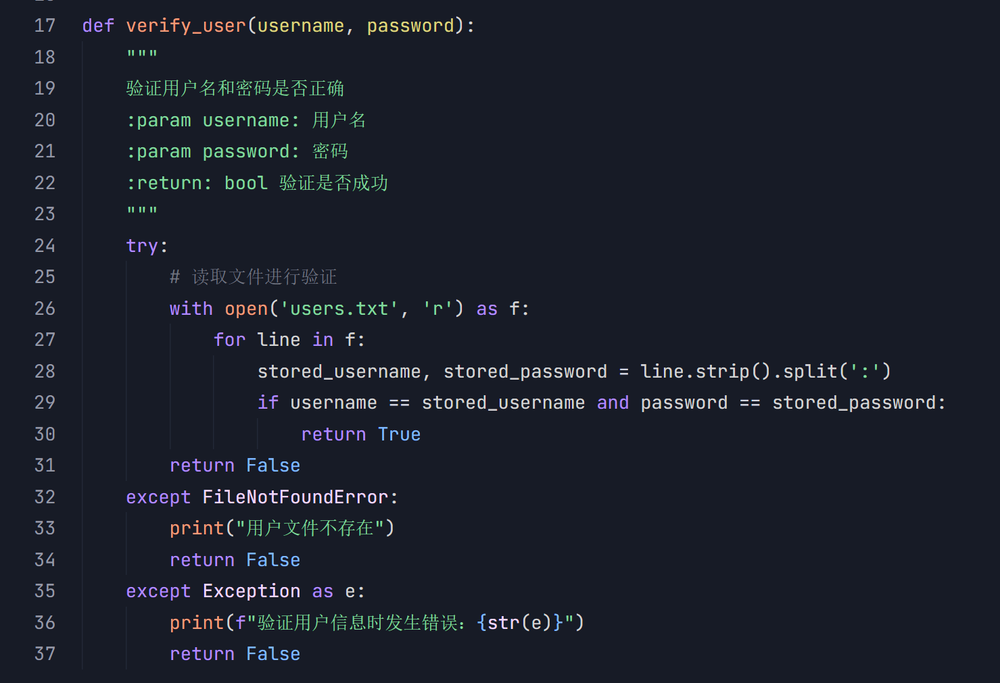 17 def verify_user(username, password):
18     """
19     验证用户名和密码是否正确
20     :param username: 用户名
21     :param password: 密码
22     :return: bool 验证是否成功
23     """
24     try:
25         # 读取文件进行验证
26         with open('users.txt', 'r') as f:
27             for line in f:
28                 stored_username, stored_password = line.strip().split(':')
29                 if username == stored_username and password == stored_password:
30                     return True
31         return False
32     except FileNotFoundError:
33         print("用户文件不存在")
34         return False
35     except Exception as e:
36         print(f"验证用户信息时发生错误：{str(e)}")
37         return False